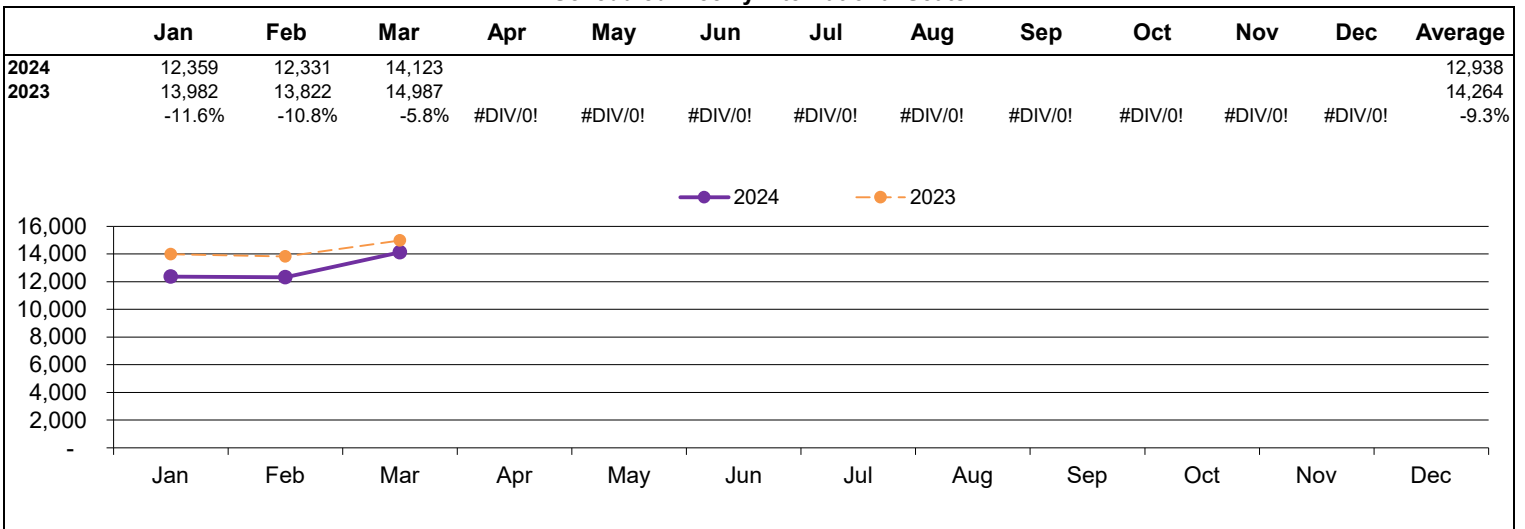 Jan Feb Mar Apr May Jun Jul Aug Sep Oct Nov Dec Average
2024 12,359 12,331 14,123 12,938
2023 13,982 13,822 14,987 14,264
-11.6% -10.8% -5.8% #DIV/0! #DIV/0! #DIV/0! #DIV/0! #DIV/0! #DIV/0! #DIV/0! #DIV/0! #DIV/0! -9.3%
2024 2023
16,000
14,000
12,000
10,000
8,000
6,000
4,000
2,000
-
Jan Feb Mar Apr May Jun Jul Aug Sep Oct Nov Dec